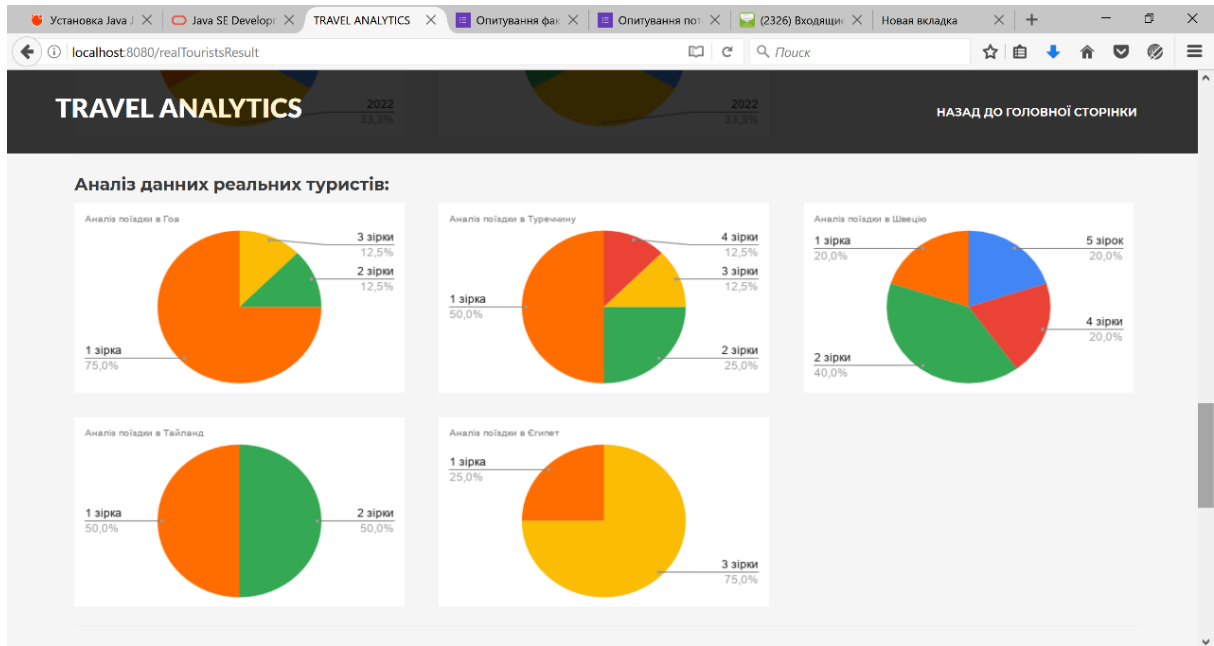 Установка Java J
Java SE Developr
TRAVEL ANALYTICS
Опитування фак
Опитування пот
(2326) Входящие
Новая вкладка
localhost:8080/realTouristsResult
Поиск
TRAVEL ANALYTICS
2022
33,3%
2022
33,3%
НАЗАД ДО ГОЛОВНОЇ СТОРІНКИ
Аналіз данних реальних туристів:
Аналіз поїздки в Гоа
3 зірки
12,5%
2 зірки
12,5%
1 зірка
75,0%
Аналіз поїздки в Туреччину
4 зірки
12,5%
3 зірки
12,5%
1 зірка
50,0%
2 зірки
25,0%
Аналіз поїздки в Швецію
1 зірка
20,0%
5 зірок
20,0%
4 зірки
20,0%
2 зірки
40,0%
Аналіз поїздки в Тайланд
1 зірка
50,0%
2 зірки
50,0%
Аналіз поїздки в Єгипет
1 зірка
25,0%
3 зірки
75,0%